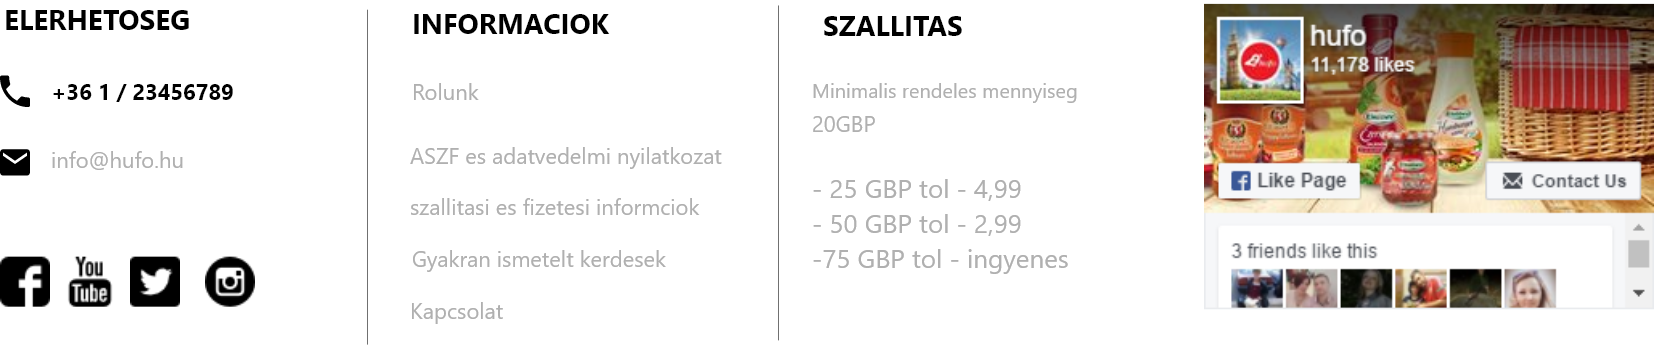 ELERHETOSEG
+36 1 / 23456789
info@hufo.hu
You
Tube
INFORMACIOK
Rolunk
ASZF es adatvedelmi nyilatkozat
szallitasi es fizetesi informciok
Gyakran ismetelt kerdesek
Kapcsolat
SZALLITAS
Minimalis rendeles mennyiseg
20GBP
- 25 GBP tol - 4,99
- 50 GBP tol - 2,99
-75 GBP tol - ingyenes
hufo
11,178 likes
hufo
Like Page
Contact Us
3 friends like this